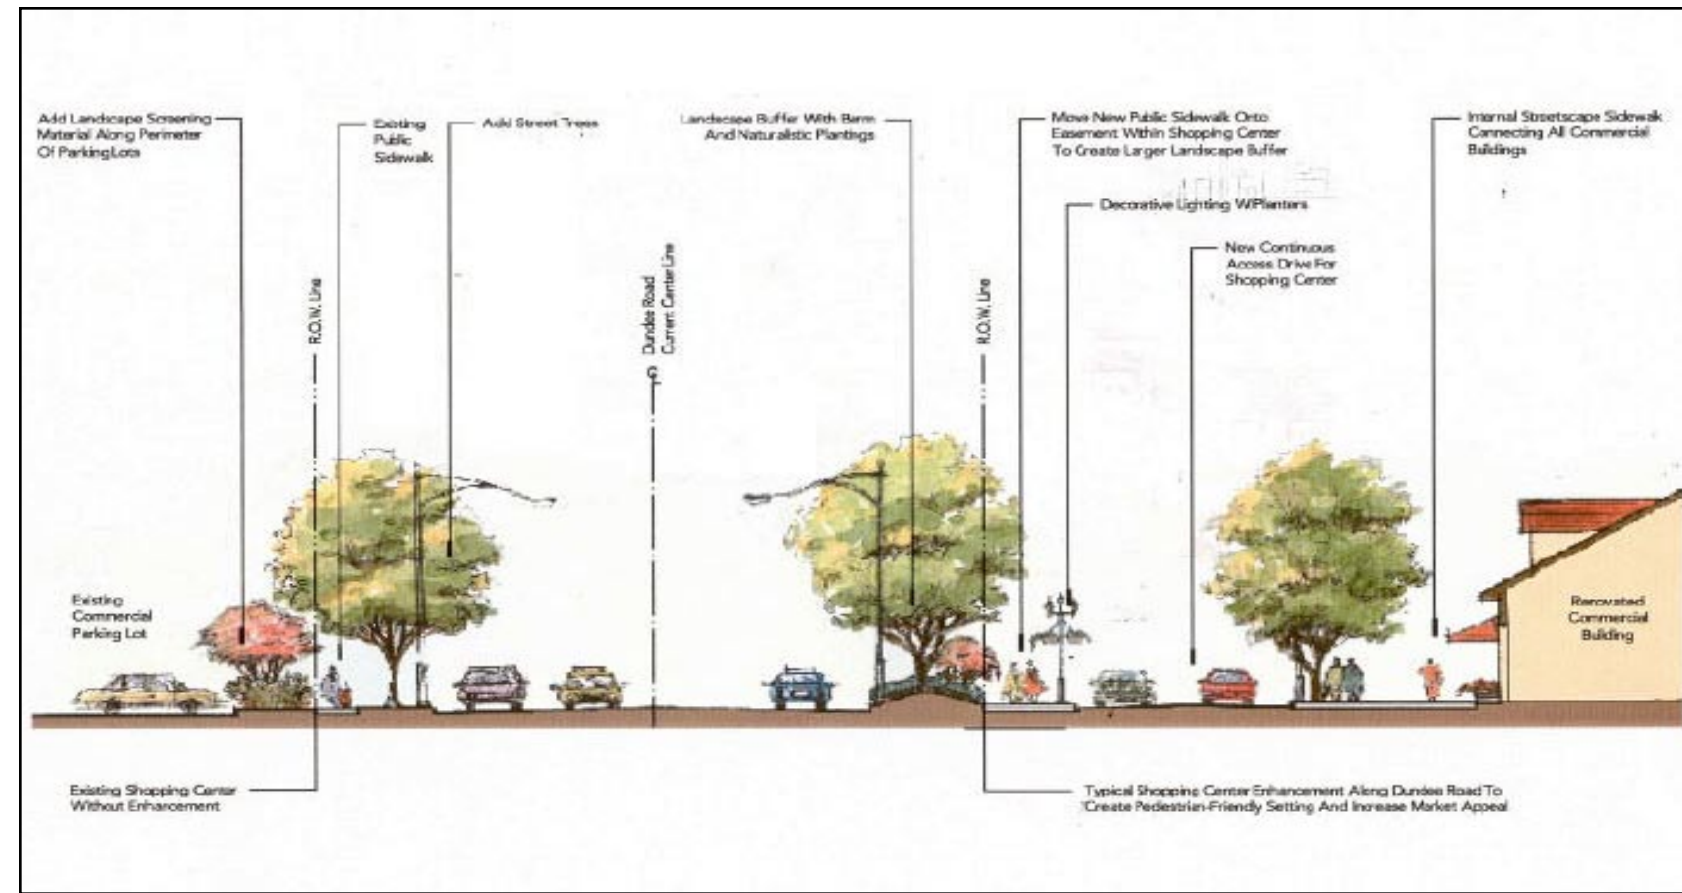 Add Landscape Screening
Material Along Perimeter
Of Parking Lots
Existing
Public
Sidewalk
Add Street Trees
Landscape Buffer With Berm
And Naturalistic Plantings
Move New Public Sidewalk Onto
Easement Within Shopping Center
To Create Larger Landscape Buffer
Internal Streetscape Sidewalk
Connecting All Commercial
Buildings
Decorative Lighting W/Planters
New Continuous
Access Drive For
Shopping Center
R.O.W. Line
Dundee Road
Current Center Line
R.O.W. Line
Existing
Commercial
Parking Lot
Renovated
Commercial
Building
Existing Shopping Center
Without Enhancement
Typical Shopping Center Enhancement Along Dundee Road To
Create Pedestrian-Friendly Setting And Increase Market Appeal